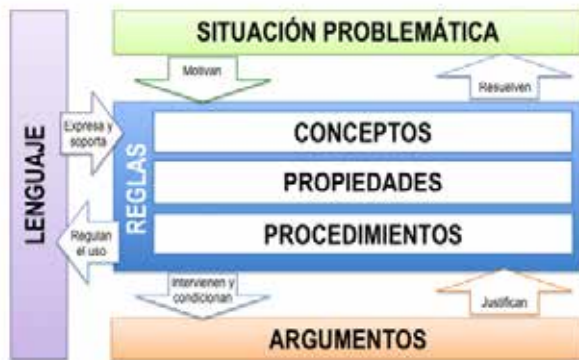 SITUACIÓN PROBLEMÁTICA
Motivan
Resuelven
LENGUAJE
Expresa y
soporta
REGLAS
CONCEPTOS
PROPIEDADES
PROCEDIMIENTOS
Regulan
el uso
Intervienen y
condicionan
Justifican
ARGUMENTOS